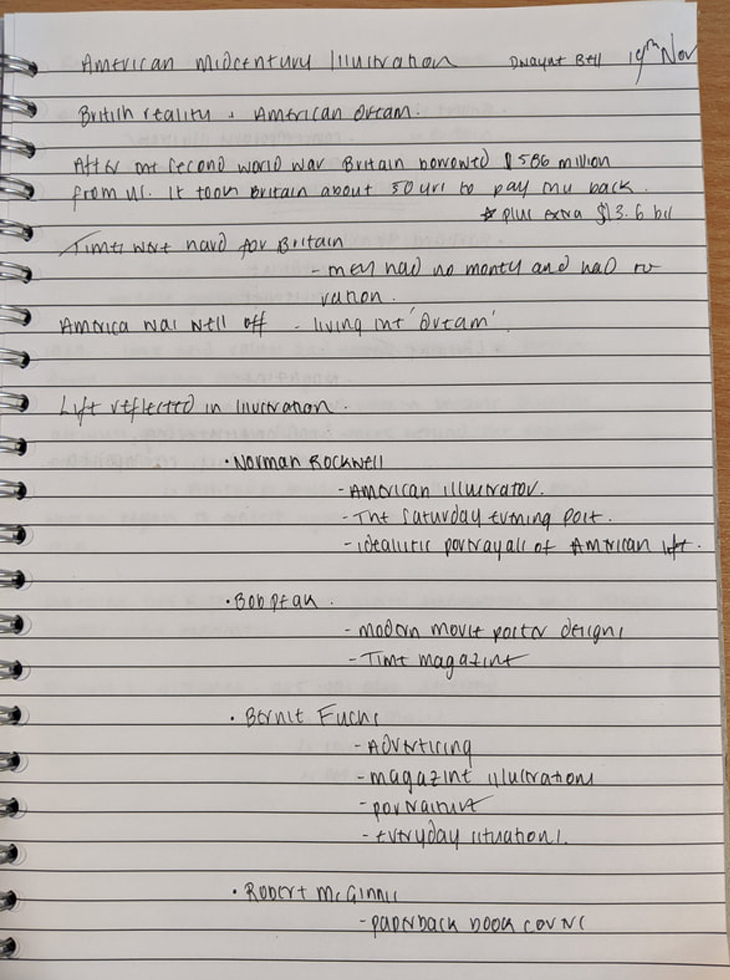 American Midcentury Illustration Dwayne Bell 19th Nov
British reality & American Dream.
After the second world war Britain borrowed $586 million
from US. It took Britain about 50 yrs to pay this back.
* plus extra $13.6 bil
Times were hard for Britain
- they had no money and had to
ration.
America was well off - living the 'Dream'.
Life reflected in Illustration.
• Norman Rockwell
- American illustrator.
- The Saturday evening Post.
- idealistic portrayals of American life.
• Bob Peak.
- modern movie poster designs
- Time magazine
• Bernie Fuchs
- Advertising
- magazine illustrations
- portraiture
- everyday situations.
• Robert McGinnis
- paperback book covers